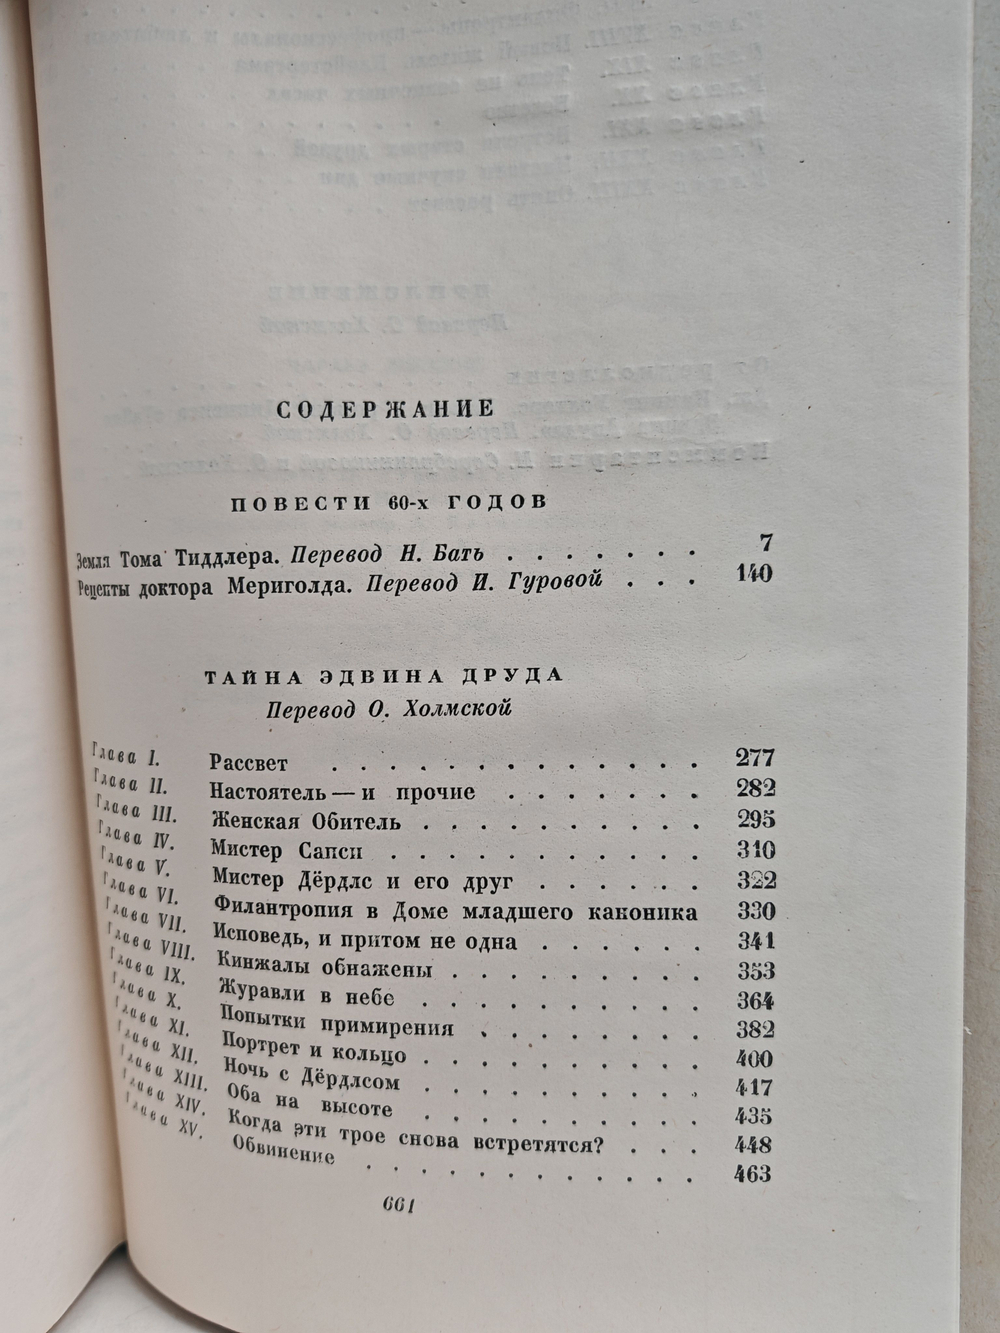 СОДЕРЖАНИЕ
ПОВЕСТИ 60-х ГОДОВ
Земля Тома Тиддлера. Перевод Н. Бать . . . . . . . 7
Рецепты доктора Мериголда. Перевод И. Гуровой . . . 140
ТАЙНА ЭДВИНА ДРУДА
Перевод О. Холмской
Глава I. Рассвет . . . . . . . . . . . . . 277
Глава II. Настоятель — и прочие . . . . . . . 282
Глава III. Женская Обитель . . . . . . . . . . 295
Глава IV. Мистер Сапси . . . . . . . . . . . 310
Глава V. Мистер Дёрдлс и его друг . . . . . . 322
Глава VI. Филантропия в Доме младшего каноника 330
Глава VII. Исповедь, и притом не одна . . . . . . 341
Глава VIII. Кинжалы обнажены . . . . . . . . . 353
Глава IX. Журавли в небе . . . . . . . . . . 364
Глава X. Попытки примирения . . . . . . . . 382
Глава XI. Портрет и кольцо . . . . . . . . . . 400
Глава XII. Ночь с Дёрдлсом . . . . . . . . . . 417
Глава XIII. Оба на высоте . . . . . . . . . . 435
Глава XIV. Когда эти трое снова встретятся? . . . 448
Глава XV. Обвинение . . . . . . . . . . . . 463
661